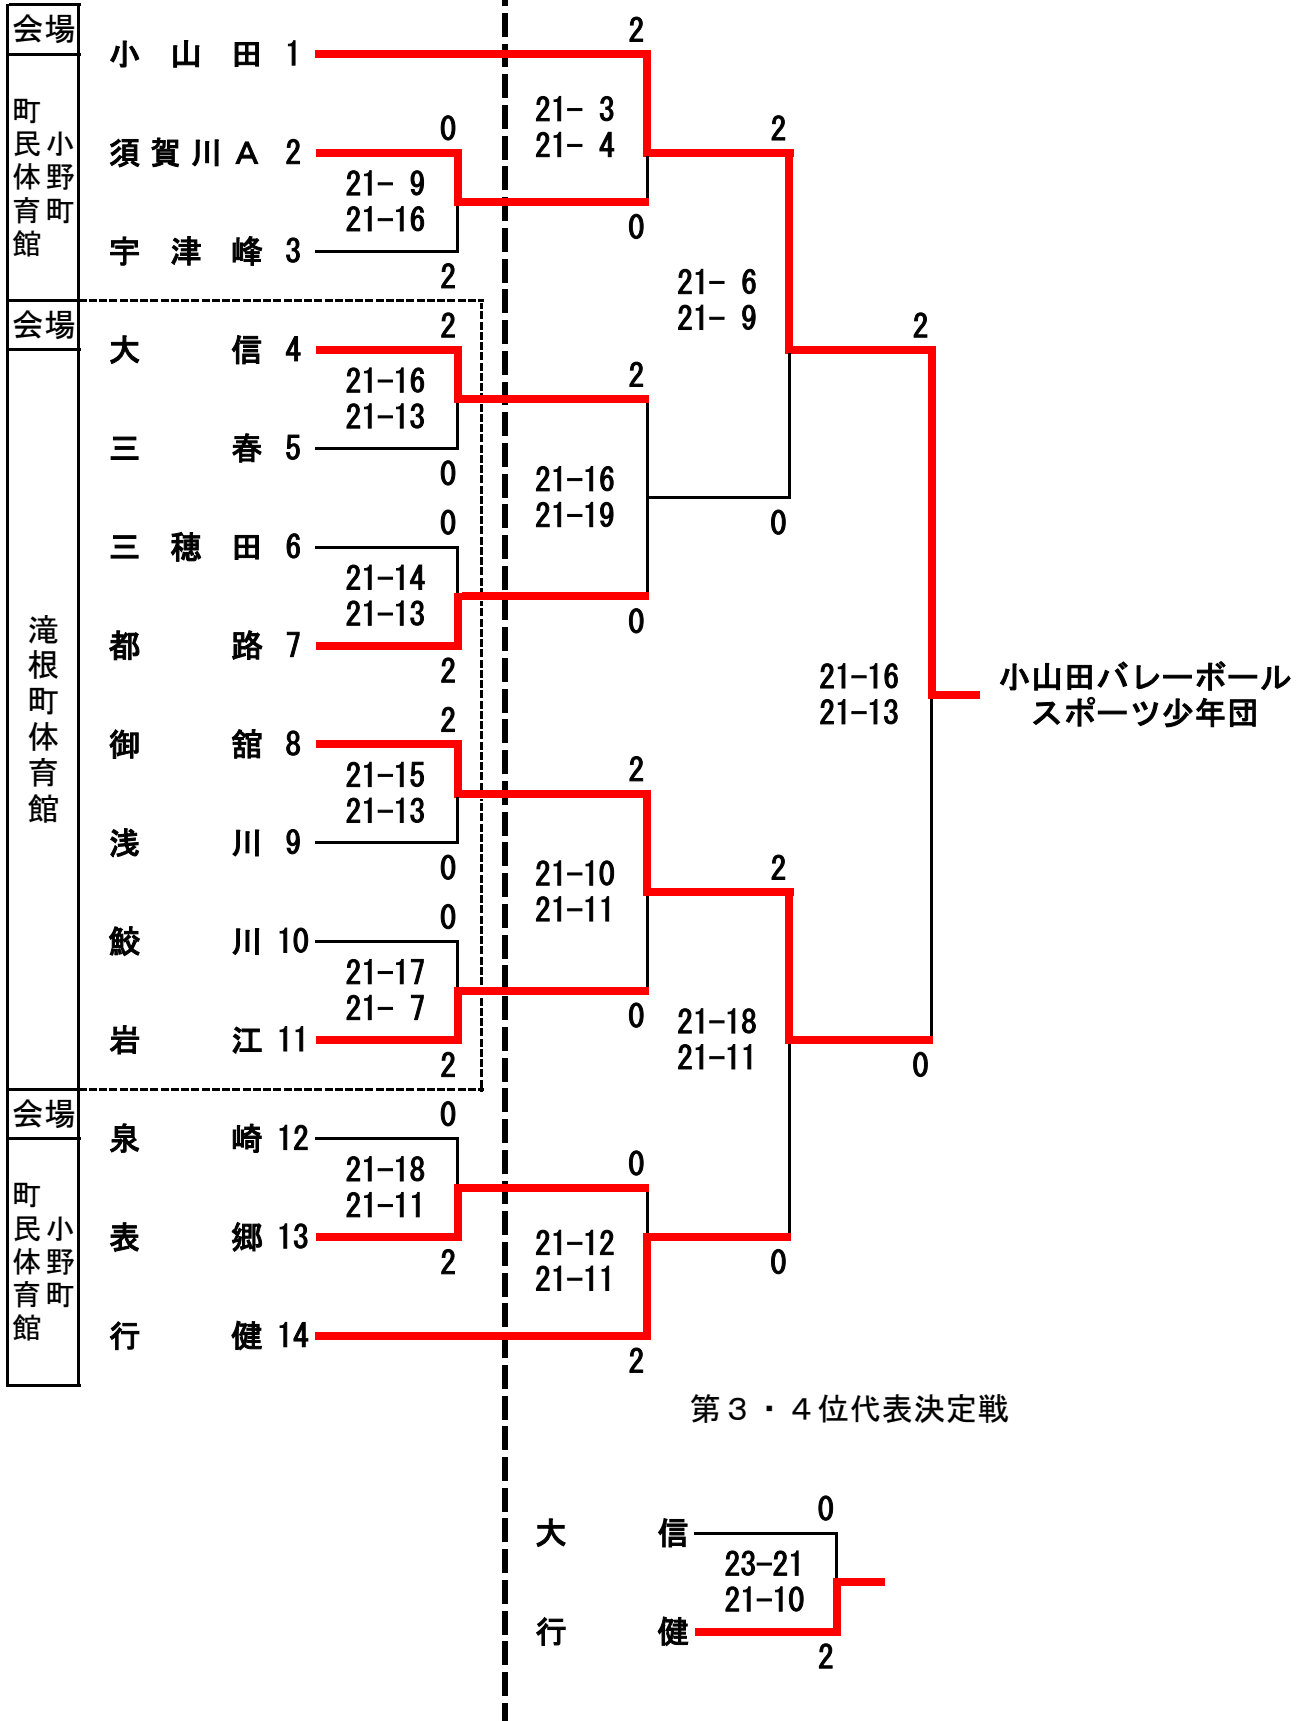 会場
小野町
町民体育館
小山田 1
須賀川A 2
宇津峰 3
0
21- 9
21-16
2
2
21- 3
21- 4
0
会場
滝根町体育館
大信 4
三春 5
三穂田 6
都路 7
御舘 8
浅川 9
鮫川 10
岩江 11
2
21-16
21-13
0
0
21-14
21-13
2
2
21-15
21-13
0
0
21-17
21- 7
2
2
21-16
21-19
0
2
21-10
21-11
0
会場
小野町
町民体育館
泉崎 12
表郷 13
行健 14
0
21-18
21-11
2
0
21-12
21-11
2
2
21- 6
21- 9
0
2
21-18
21-11
0
2
21-16
21-13
0
小山田バレーボール
スポーツ少年団
第3・4位代表決定戦
大信
行健
0
23-21
21-10
2